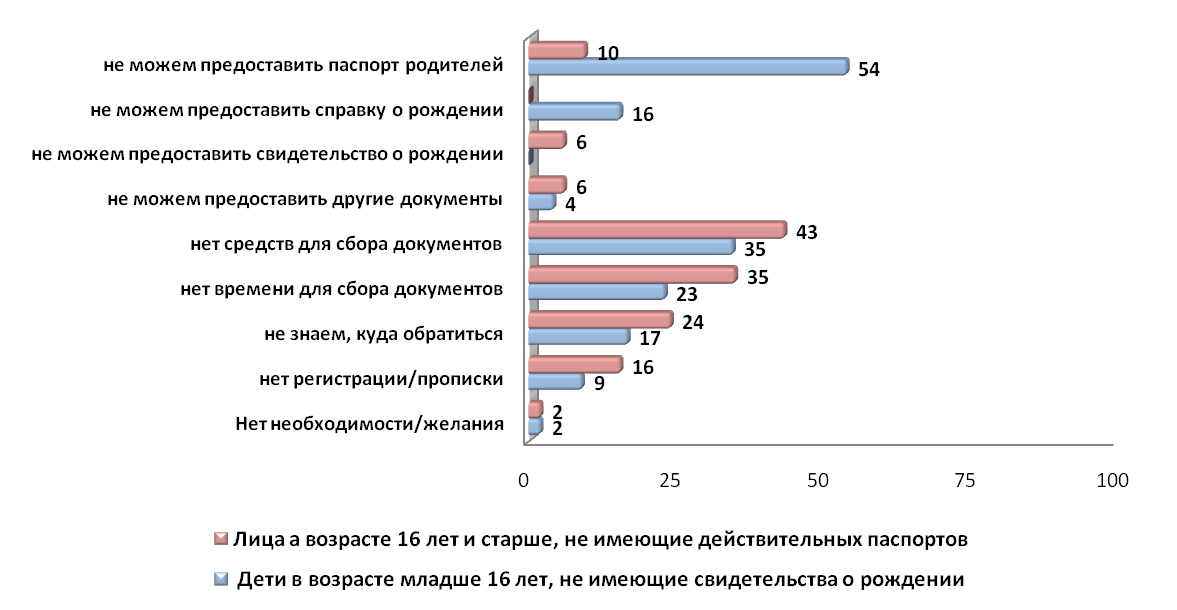 10
не можем предоставить паспорт родителей 54
не можем предоставить справку о рождении 16
не можем предоставить свидетельство о рождении 6
не можем предоставить другие документы 6
4
нет средств для сбора документов 43
35
нет времени для сбора документов 35
23
не знаем, куда обратиться 24
17
нет регистрации/прописки 16
9
Нет необходимости/желания 2
2
0 25 50 75 100
Лица а возрасте 16 лет и старше, не имеющие действительных паспортов
Дети в возрасте младше 16 лет, не имеющие свидетельства о рождении